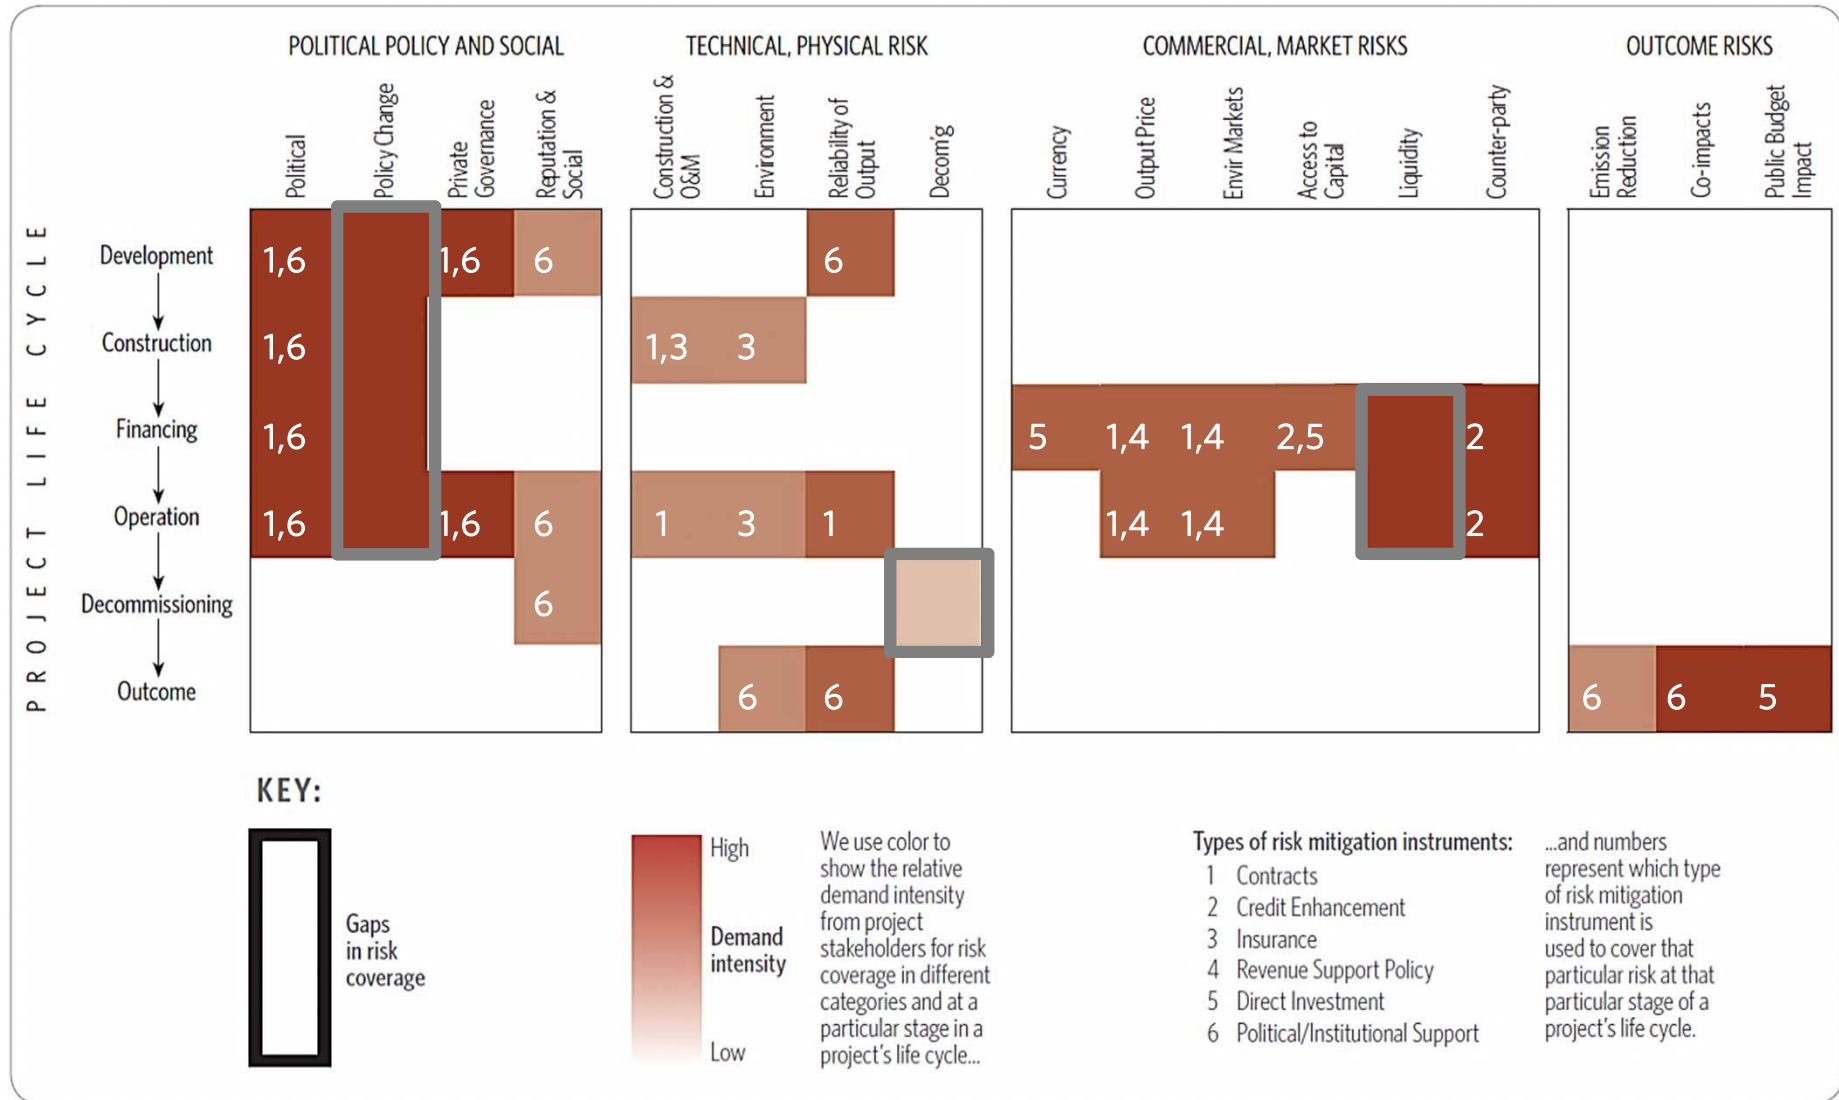 POLITICAL POLICY AND SOCIAL
TECHNICAL, PHYSICAL RISK
COMMERCIAL, MARKET RISKS
OUTCOME RISKS
Political
Policy Change
Private
Governance
Reputation &
Social
Construction &
O&M
Environment
Reliability of
Output
Decom'g
Currency
Output Price
Envir Markets
Access to
Capital
Liquidity
Counter-party
Emission
Reduction
Co-impacts
Public Budget
Impact
PROJECT LIFE CYCLE
Development
1,6
1,6
6
6
Construction
1,6
1,3
3
Financing
1,6
5
1,4
1,4
2,5
2
Operation
1,6
1,6
6
1
3
1
1,4
1,4
2
Decommissioning
6
Outcome
6
6
6
6
5
KEY:
Gaps
in risk
coverage
High
Demand
intensity
Low
We use color to
show the relative
demand intensity
from project
stakeholders for risk
coverage in different
categories and at a
particular stage in a
project's life cycle...
Types of risk mitigation instruments:
1 Contracts
2 Credit Enhancement
3 Insurance
4 Revenue Support Policy
5 Direct Investment
6 Political/Institutional Support
...and numbers
represent which type
of risk mitigation
instrument is
used to cover that
particular risk at that
particular stage of a
project's life cycle.